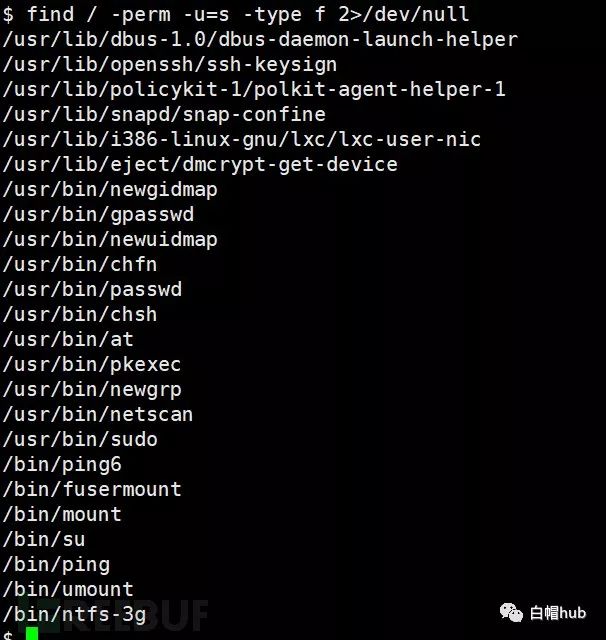 $ find / -perm -u=s -type f 2>/dev/null
/usr/lib/dbus-1.0/dbus-daemon-launch-helper
/usr/lib/openssh/ssh-keysign
/usr/lib/policykit-1/polkit-agent-helper-1
/usr/lib/snapd/snap-confine
/usr/lib/i386-linux-gnu/lxc/lxc-user-nic
/usr/lib/eject/dmcrypt-get-device
/usr/bin/newgidmap
/usr/bin/gpasswd
/usr/bin/newuidmap
/usr/bin/chfn
/usr/bin/passwd
/usr/bin/chsh
/usr/bin/at
/usr/bin/pkexec
/usr/bin/newgrp
/usr/bin/netscan
/usr/bin/sudo
/bin/ping6
/bin/fusermount
/bin/mount
/bin/su
/bin/ping
/bin/umount
/bin/ntfs-3g
$
REEBUF
白帽hub